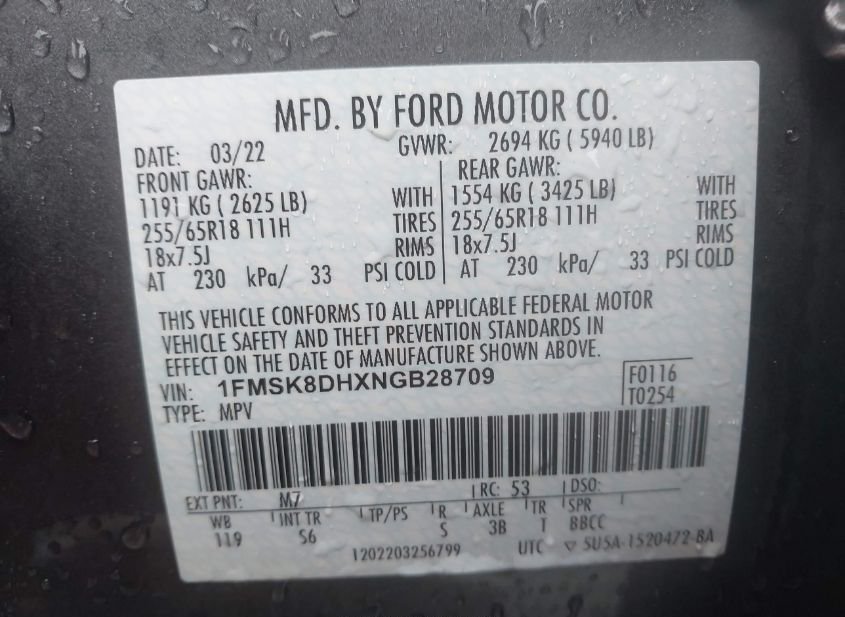 MFD. BY FORD MOTOR CO.
DATE: 03/22 GVWR: 2694 KG ( 5940 LB)
FRONT GAWR: REAR GAWR:
1191 KG ( 2625 LB) WITH 1554 KG ( 3425 LB) WITH
255/65R18 111H TIRES 255/65R18 111H TIRES
18x7.5J RIMS 18x7.5J RIMS
AT 230 kPa/ 33 PSI COLD AT 230 kPa/ 33 PSI COLD
THIS VEHICLE CONFORMS TO ALL APPLICABLE FEDERAL MOTOR
VEHICLE SAFETY AND THEFT PREVENTION STANDARDS IN
EFFECT ON THE DATE OF MANUFACTURE SHOWN ABOVE.
VIN: 1FMSK8DHXNGB28709 F0116
TYPE: MPV T0254
EXT PNT: M7 RC: 53 DSO:
WB INT TR TP/PS R AXLE TR SPR
119 S6 S 3B T BBCC
1202203256799 UTC ▽ 5U5A-1520472-BA